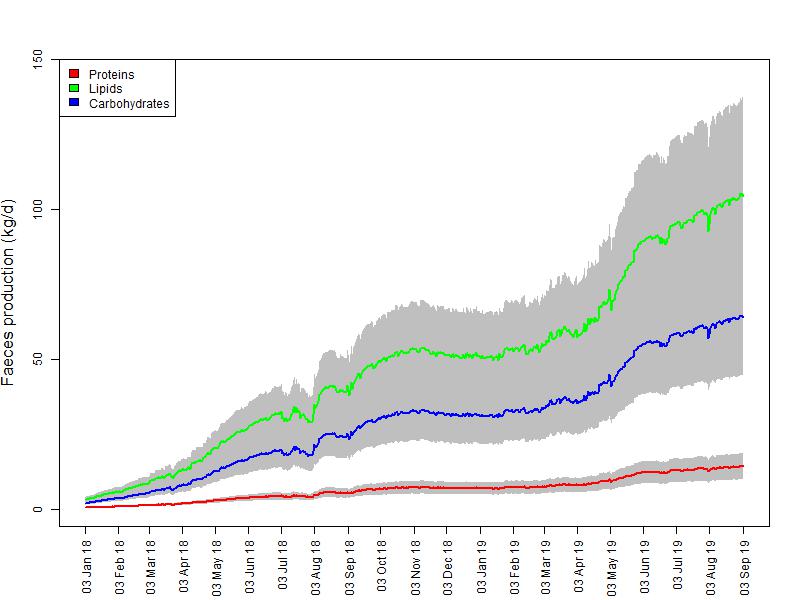 Proteins
Lipids
Carbohydrates
Faeces production (kg/d)
150
100
50
0
03 Jan 18
03 Feb 18
03 Mar 18
03 Apr 18
03 May 18
03 Jun 18
03 Jul 18
03 Aug 18
03 Sep 18
03 Oct 18
03 Nov 18
03 Dec 18
03 Jan 19
03 Feb 19
03 Mar 19
03 Apr 19
03 May 19
03 Jun 19
03 Jul 19
03 Aug 19
03 Sep 19